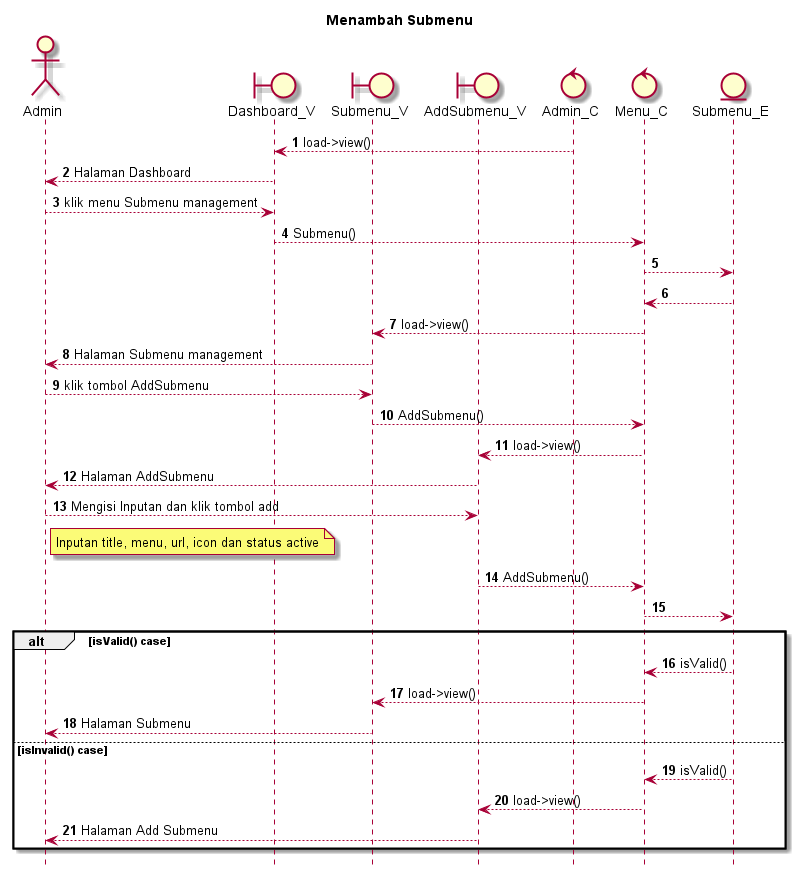 Menambah Submenu
Admin Dashboard_V Submenu_V AddSubmenu_V Admin_C Menu_C Submenu_E
1 load->view()
2 Halaman Dashboard
3 klik menu Submenu management
4 Submenu()
5
6
7 load->view()
8 Halaman Submenu management
9 klik tombol AddSubmenu
10 AddSubmenu()
11 load->view()
12 Halaman AddSubmenu
13 Mengisi Inputan dan klik tombol add
Inputan title, menu, url, icon dan status active
14 AddSubmenu()
15
alt [isValid() case]
16 isValid()
17 load->view()
18 Halaman Submenu
[isInvalid() case]
19 isValid()
20 load->view()
21 Halaman Add Submenu